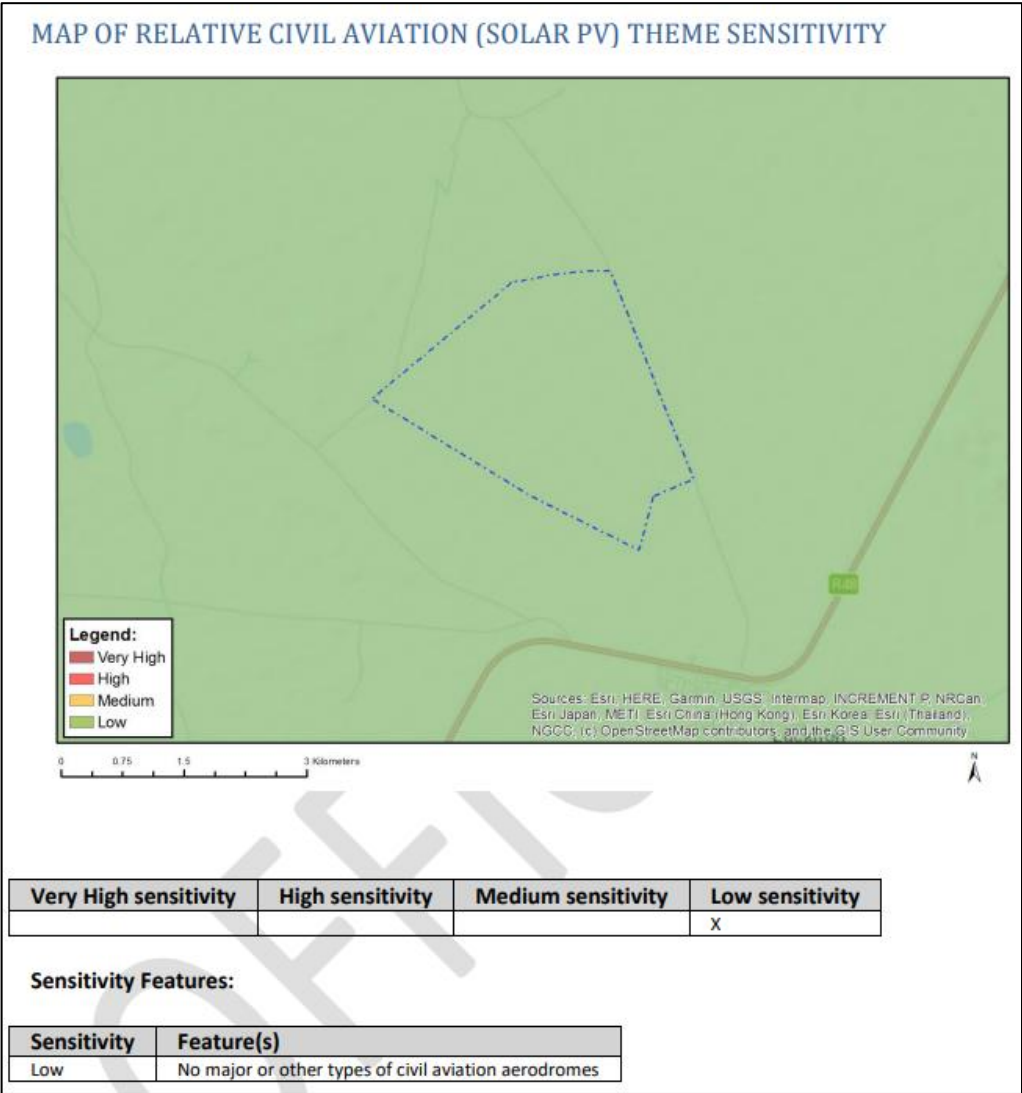 MAP OF RELATIVE CIVIL AVIATION (SOLAR PV) THEME SENSITIVITY
Legend:
Very High
High
Medium
Low
Sources: Esri, HERE, Garmin, USGS, Intermap, INCREMENT P, NRCan,
Esri Japan, METI, Esri China (Hong Kong), Esri Korea, Esri (Thailand),
NGCC, (c) OpenStreetMap contributors, and the GIS User Community
0 0.75 1.5 3 Kilometers
N
Very High sensitivity High sensitivity Medium sensitivity Low sensitivity
X
Sensitivity Features:
Sensitivity Feature(s)
Low No major or other types of civil aviation aerodromes